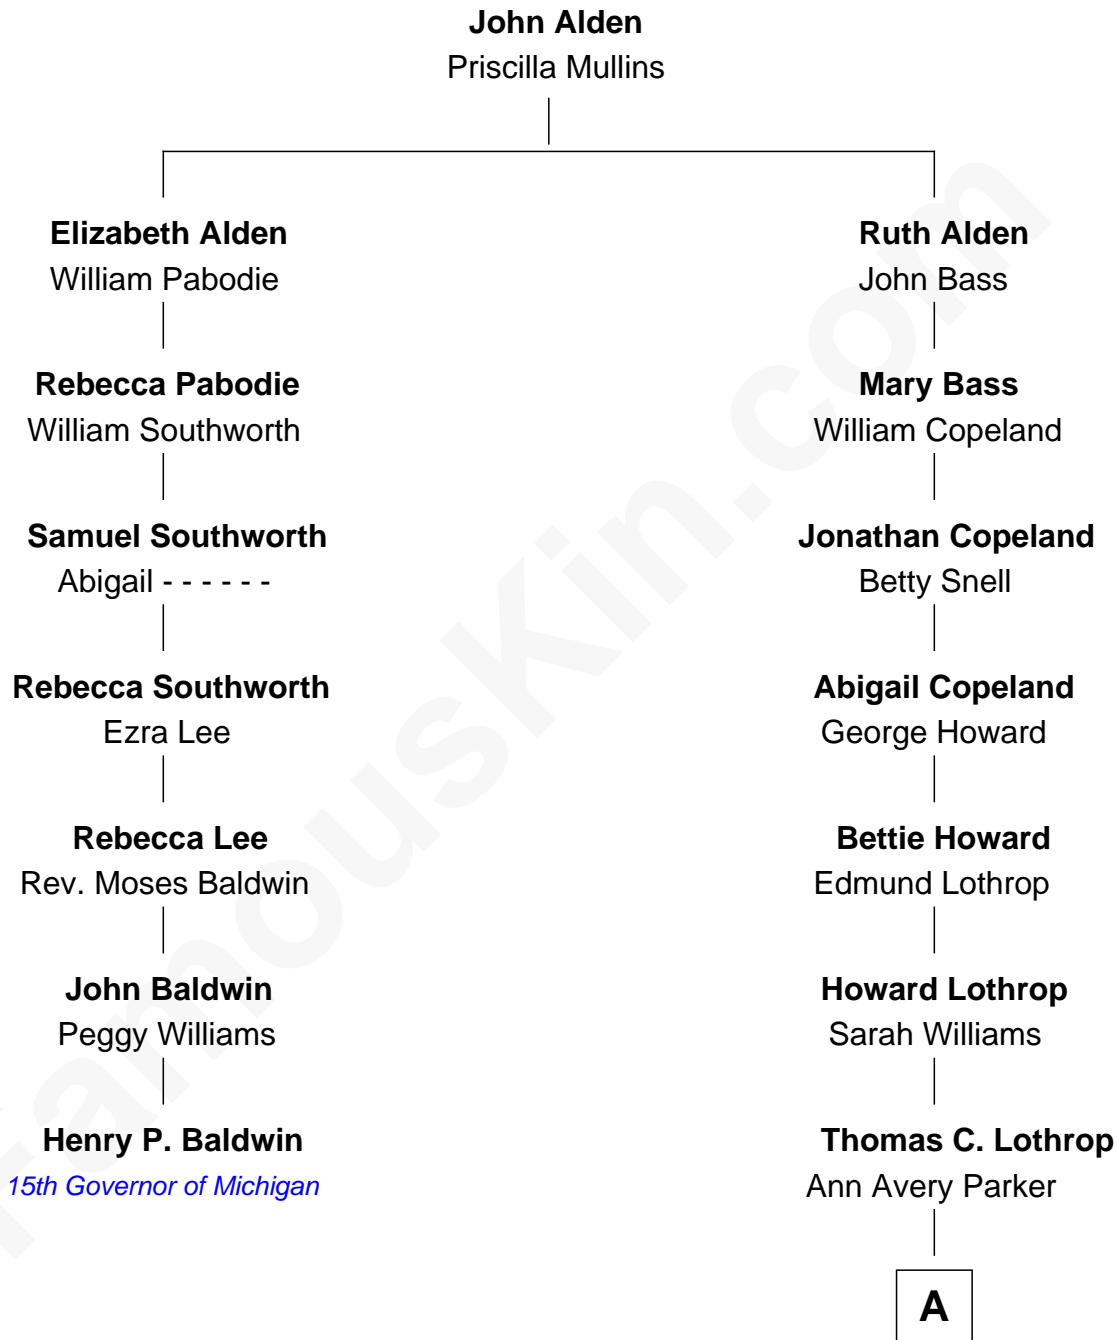 John Alden
Priscilla Mullins
Elizabeth Alden
William Pabodie
Ruth Alden
John Bass
Rebecca Pabodie
William Southworth
Mary Bass
William Copeland
Samuel Southworth
Abigail - - - - - -
Jonathan Copeland
Betty Snell
Rebecca Southworth
Ezra Lee
Abigail Copeland
George Howard
Rebecca Lee
Rev. Moses Baldwin
Bettie Howard
Edmund Lothrop
John Baldwin
Peggy Williams
Howard Lothrop
Sarah Williams
Henry P. Baldwin
15th Governor of Michigan
Thomas C. Lothrop
Ann Avery Parker
A
FamousKin.com